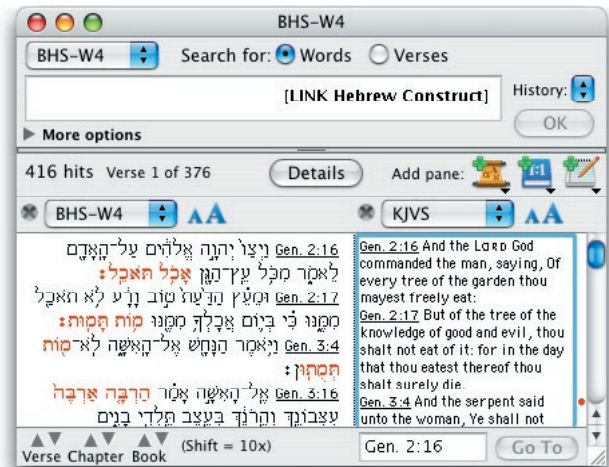 BHS-W4
BHS-W4 Search for: Words Verses
[LINK Hebrew Construct] History:
OK
More options
416 hits Verse 1 of 376 Details Add pane:
BHS-W4 AA
KJVS AA
Gen. 2:16 וַיְצַו֙ יְהוָ֣ה אֱלֹהִ֔ים עַל־הָֽאָדָ֖ם
לֵאמֹ֑ר מִכֹּ֥ל עֵֽץ־הַגָּ֖ן אָכֹ֥ל תֹּאכֵֽל׃
Gen. 2:17 וּמֵעֵ֗ץ הַדַּ֙עַת֙ ט֣וֹב וָרָ֔ע לֹ֥א תֹאכַ֖ל
מִמֶּ֑נּוּ כִּ֗י בְּי֛וֹם אֲכָלְךָ֥ מִמֶּ֖נּוּ מ֥וֹת תָּמֽוּת׃
Gen. 3:4 וַיֹּ֥אמֶר הַנָּחָ֖שׁ אֶל־הָֽאִשָּׁ֑ה לֹֽא־מ֖וֹת
תְּמֻתֽוּן׃
Gen. 3:16 אֶֽל־הָאִשָּׁ֣ה אָמַ֗ר הַרְבָּ֤ה אַרְבֶּה֙
עִצְּבוֹנֵ֣ךְ וְהֵֽרֹנֵ֔ךְ בְּעֶ֖צֶב תֵּֽלְדִ֣י בָנִ֑ים
Gen. 2:16 And the LORD God
commanded the man, saying, Of
every tree of the garden thou
mayest freely eat:
Gen. 2:17 But of the tree of the
knowledge of good and evil, thou
shalt not eat of it: for in the day
that thou eatest thereof thou
shalt surely die.
Gen. 3:4 And the serpent said
unto the woman, Ye shall not
Verse Chapter Book (Shift = 10x) Gen. 2:16 Go To